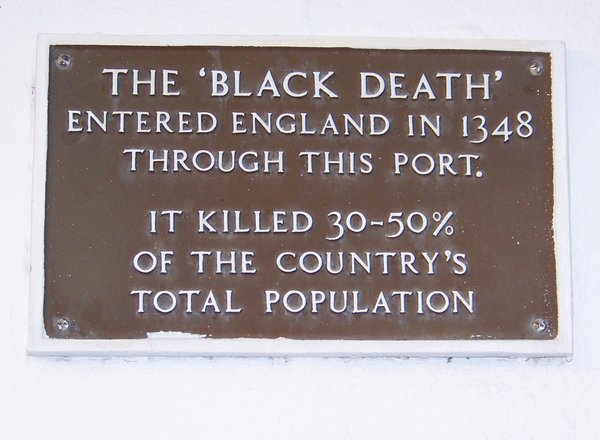 THE ‘BLACK DEATH’
ENTERED ENGLAND IN 1348
THROUGH THIS PORT.
IT KILLED 30-50%
OF THE COUNTRY’S
TOTAL POPULATION